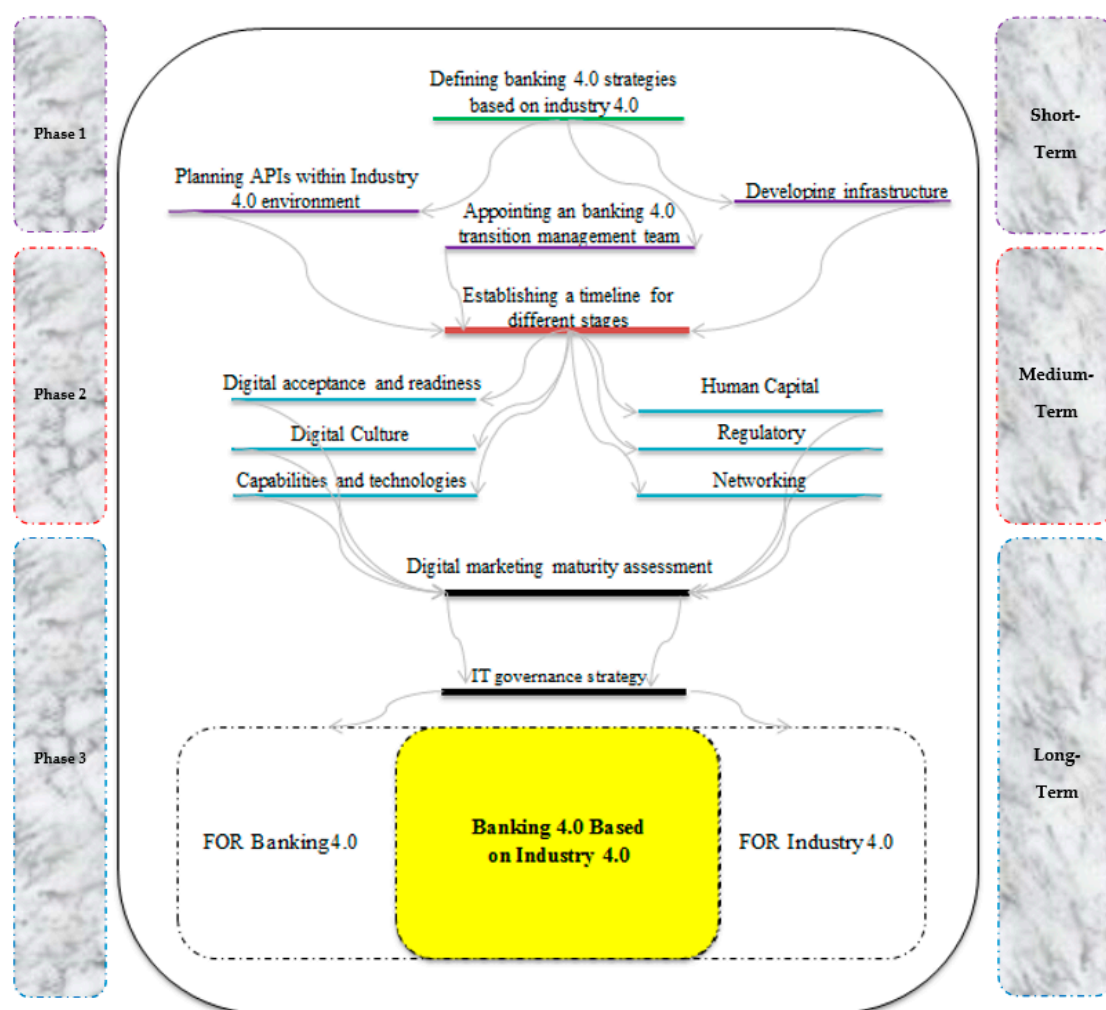 Defining banking 4.0 strategies
based on industry 4.0
Phase 1
Short-
Term
Planning APIs within Industry
4.0 environment
Developing infrastructure
Appointing an banking 4.0
transition management team
Establishing a timeline for
different stages
Phase 2
Medium-
Term
Digital acceptance and readiness
Human Capital
Digital Culture
Regulatory
Capabilities and technologies
Networking
Digital marketing maturity assessment
IT governance strategy
Phase 3
Long-
Term
FOR Banking 4.0
Banking 4.0 Based
on Industry 4.0
FOR Industry 4.0